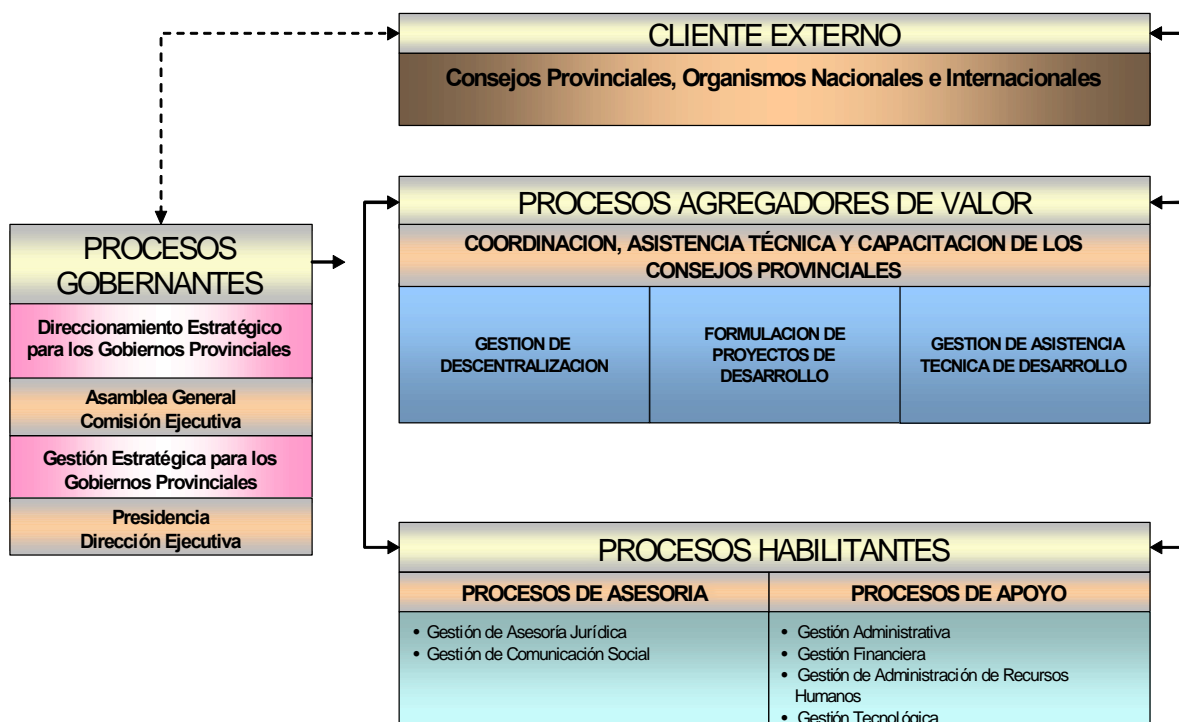 CLIENTE EXTERNO
Consejos Provinciales, Organismos Nacionales e Internacionales
PROCESOS GOBERNANTES
Direccionamiento Estratégico
para los Gobiernos Provinciales
Asamblea General
Comisión Ejecutiva
Gestión Estratégica para los
Gobiernos Provinciales
Presidencia
Dirección Ejecutiva
PROCESOS AGREGADORES DE VALOR
COORDINACION, ASISTENCIA TÉCNICA Y CAPACITACION DE LOS
CONSEJOS PROVINCIALES
GESTION DE
DESCENTRALIZACION
FORMULACION DE
PROYECTOS DE
DESARROLLO
GESTION DE ASISTENCIA
TECNICA DE DESARROLLO
PROCESOS HABILITANTES
PROCESOS DE ASESORIA
• Gestión de Asesoría Jurídica
• Gestión de Comunicación Social
PROCESOS DE APOYO
• Gestión Administrativa
• Gestión Financiera
• Gestión de Administración de Recursos
Humanos
• Gestión Tecnológica